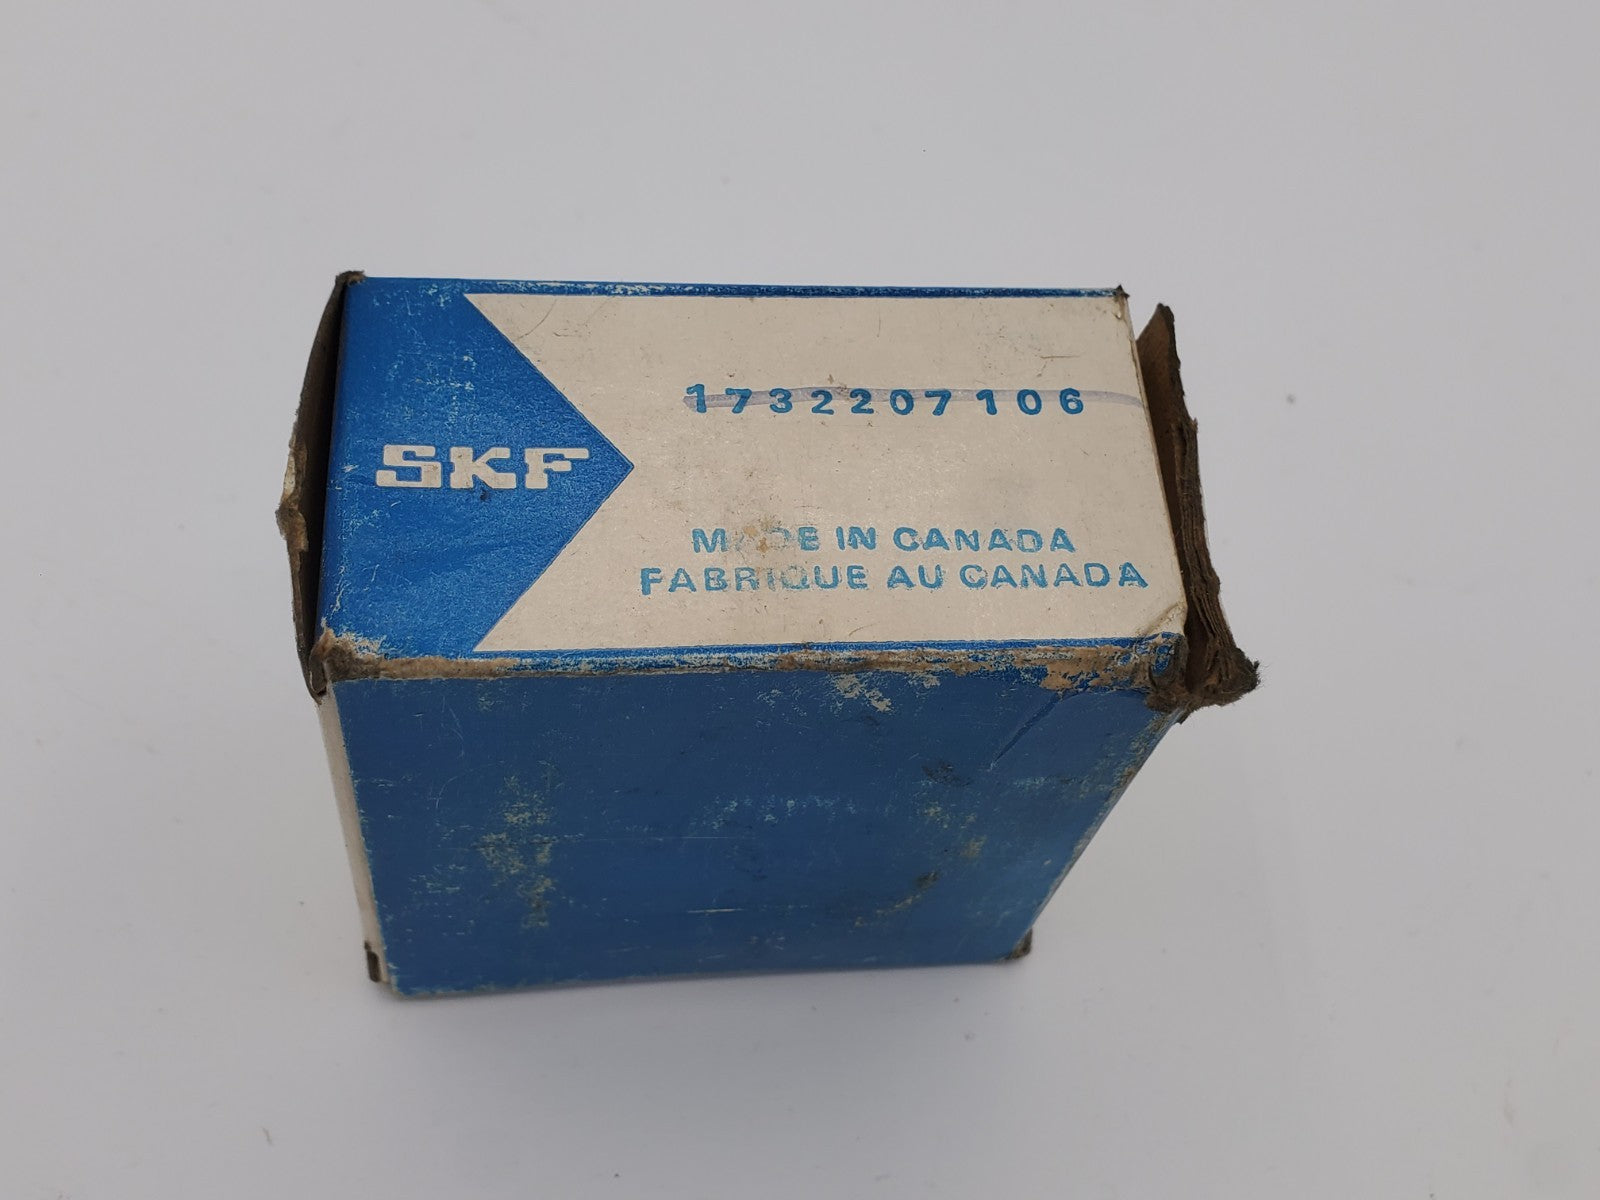 SKF
1732207106
MADE IN CANADA
FABRIQUE AU CANADA